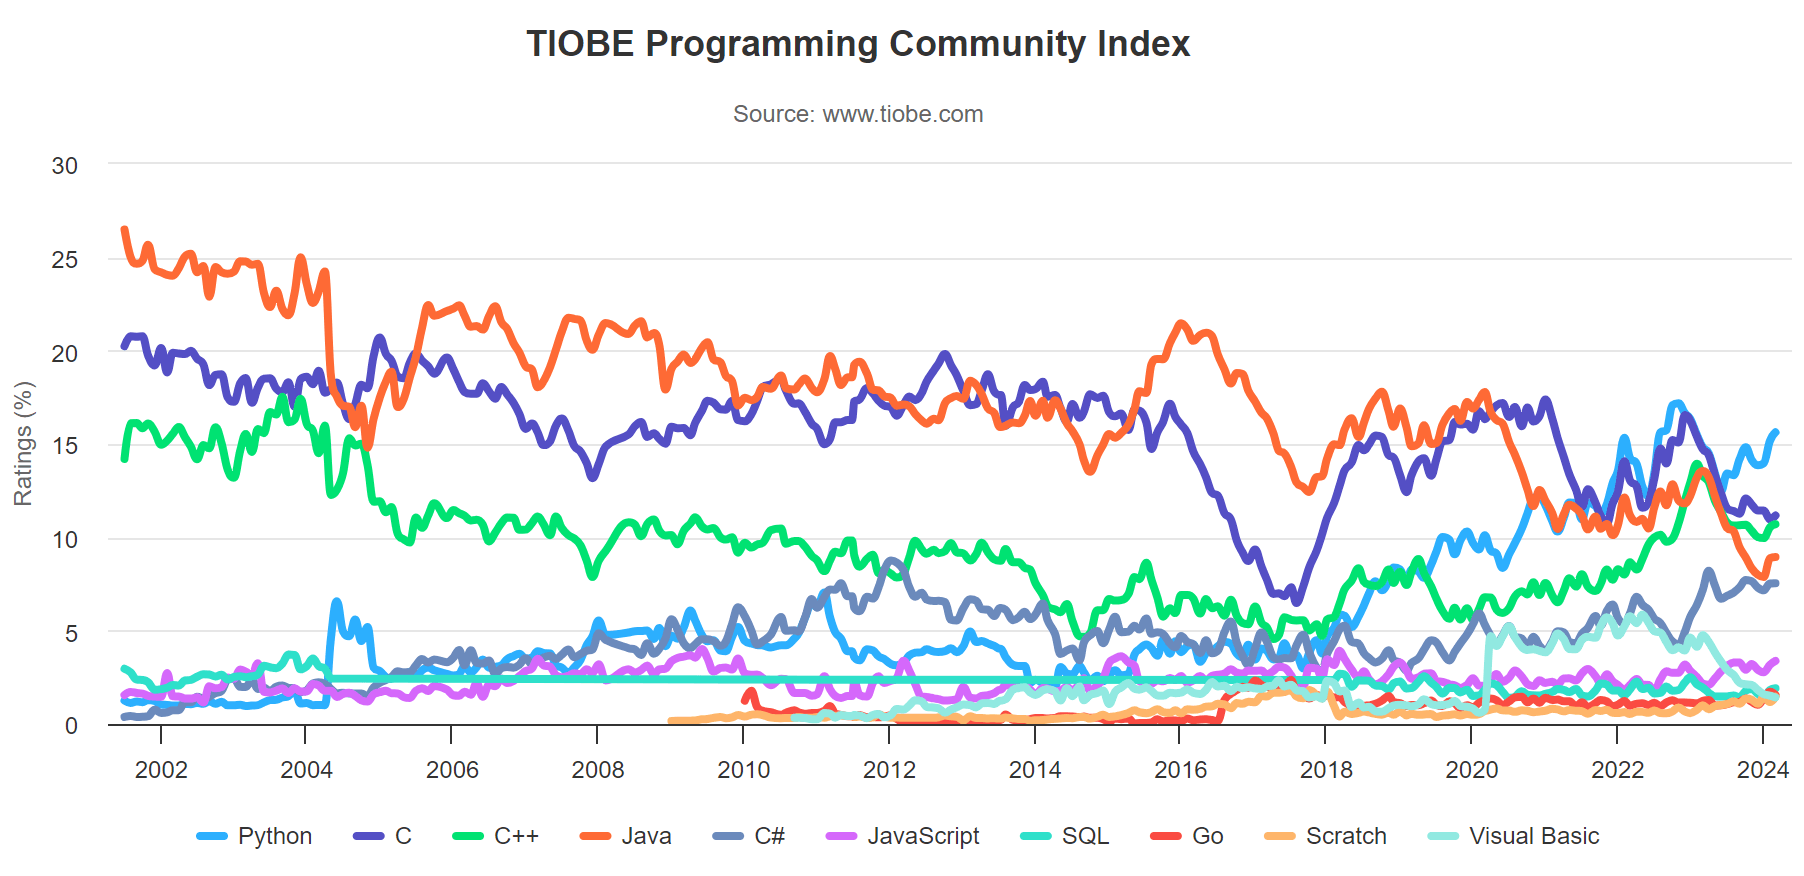 TIOBE Programming Community Index
Source: www.tiobe.com
Ratings (%)
30
25
20
15
10
5
0
2002 2004 2006 2008 2010 2012 2014 2016 2018 2020 2022 2024
Python C C++ Java C# JavaScript SQL Go Scratch Visual Basic